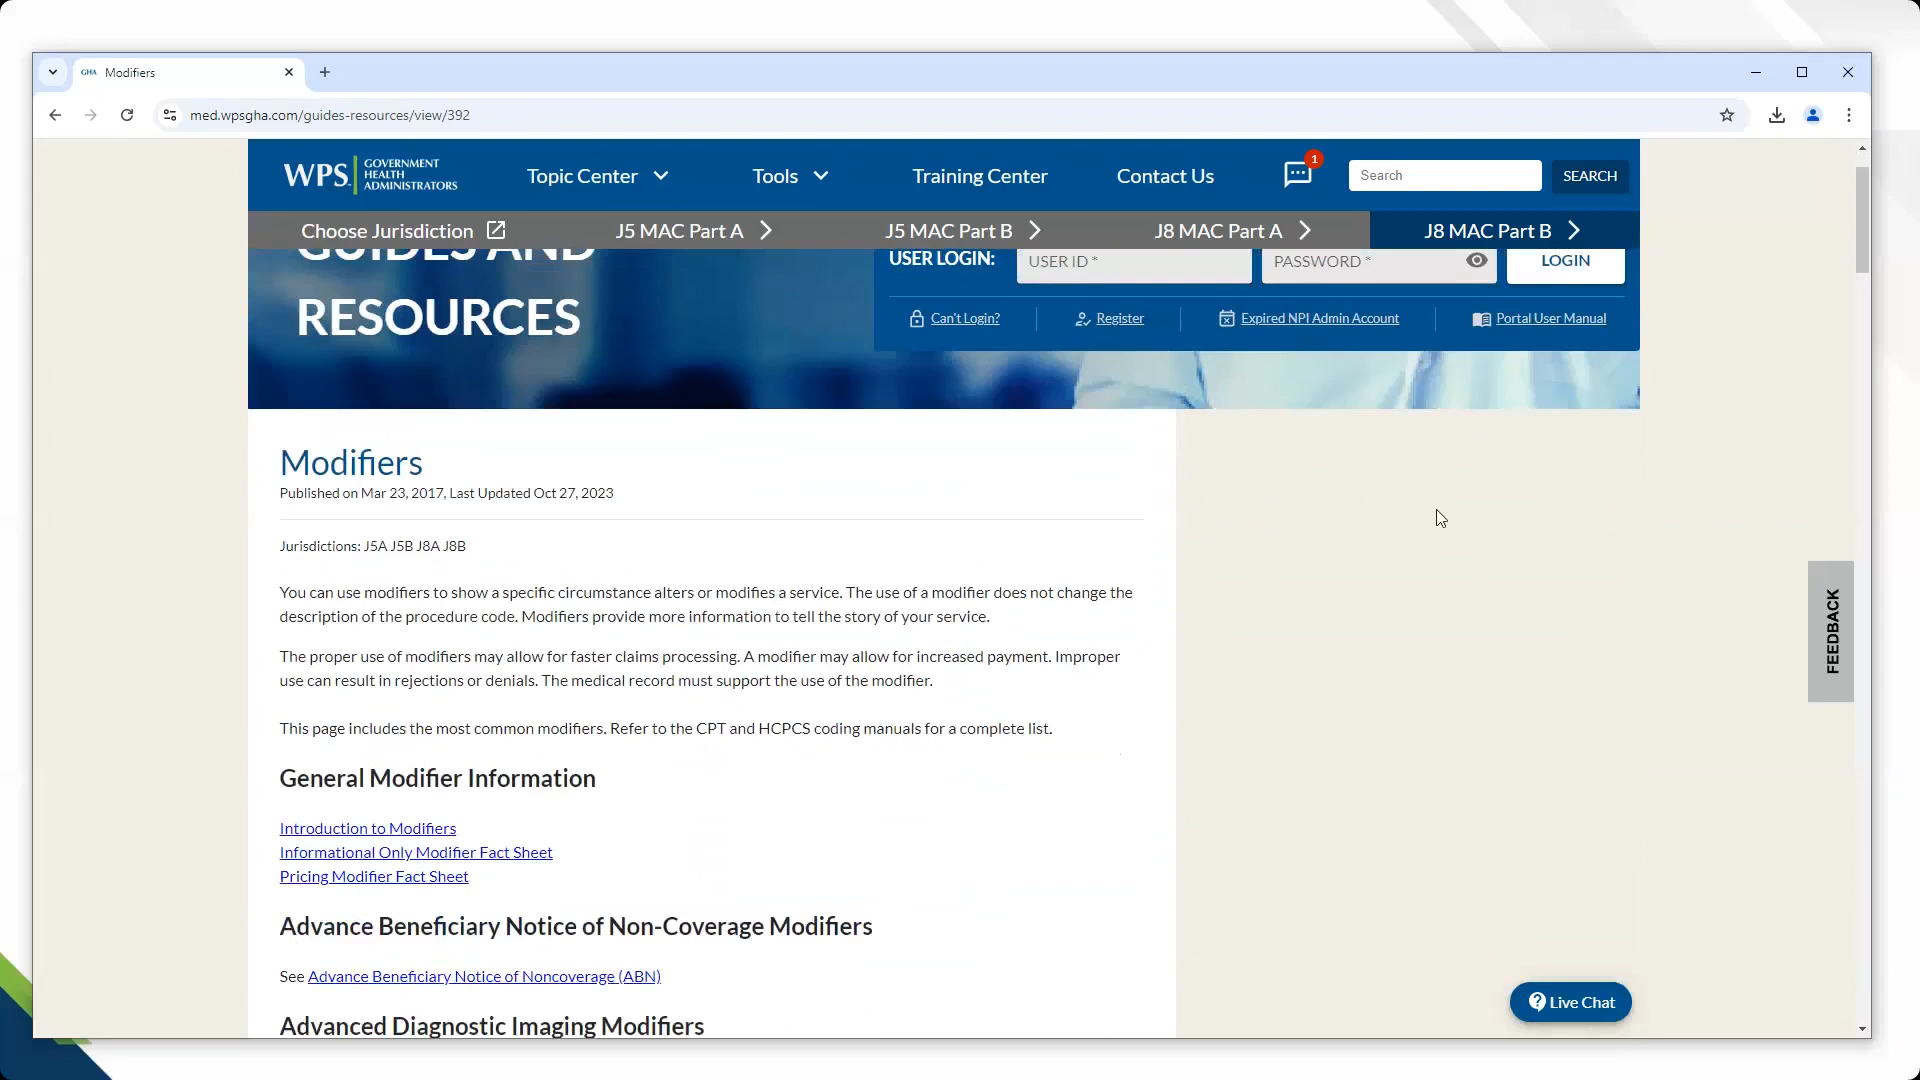 GHA Modifiers
med.wpsgha.com/guides-resources/view/392
WPS GOVERNMENT HEALTH ADMINISTRATORS
Topic Center
Tools
Training Center
Contact Us
1
Search
SEARCH
Choose Jurisdiction
J5 MAC Part A
J5 MAC Part B
J8 MAC Part A
J8 MAC Part B
GUIDES AND
RESOURCES
USER LOGIN:
USER ID *
PASSWORD *
LOGIN
Can't Login?
Register
Expired NPI Admin Account
Portal User Manual
Modifiers
Published on Mar 23, 2017, Last Updated Oct 27, 2023
Jurisdictions: J5A J5B J8A J8B
You can use modifiers to show a specific circumstance alters or modifies a service. The use of a modifier does not change the
description of the procedure code. Modifiers provide more information to tell the story of your service.
The proper use of modifiers may allow for faster claims processing. A modifier may allow for increased payment. Improper
use can result in rejections or denials. The medical record must support the use of the modifier.
This page includes the most common modifiers. Refer to the CPT and HCPCS coding manuals for a complete list.
General Modifier Information
Introduction to Modifiers
Informational Only Modifier Fact Sheet
Pricing Modifier Fact Sheet
Advance Beneficiary Notice of Non-Coverage Modifiers
See Advance Beneficiary Notice of Noncoverage (ABN)
Advanced Diagnostic Imaging Modifiers
FEEDBACK
Live Chat